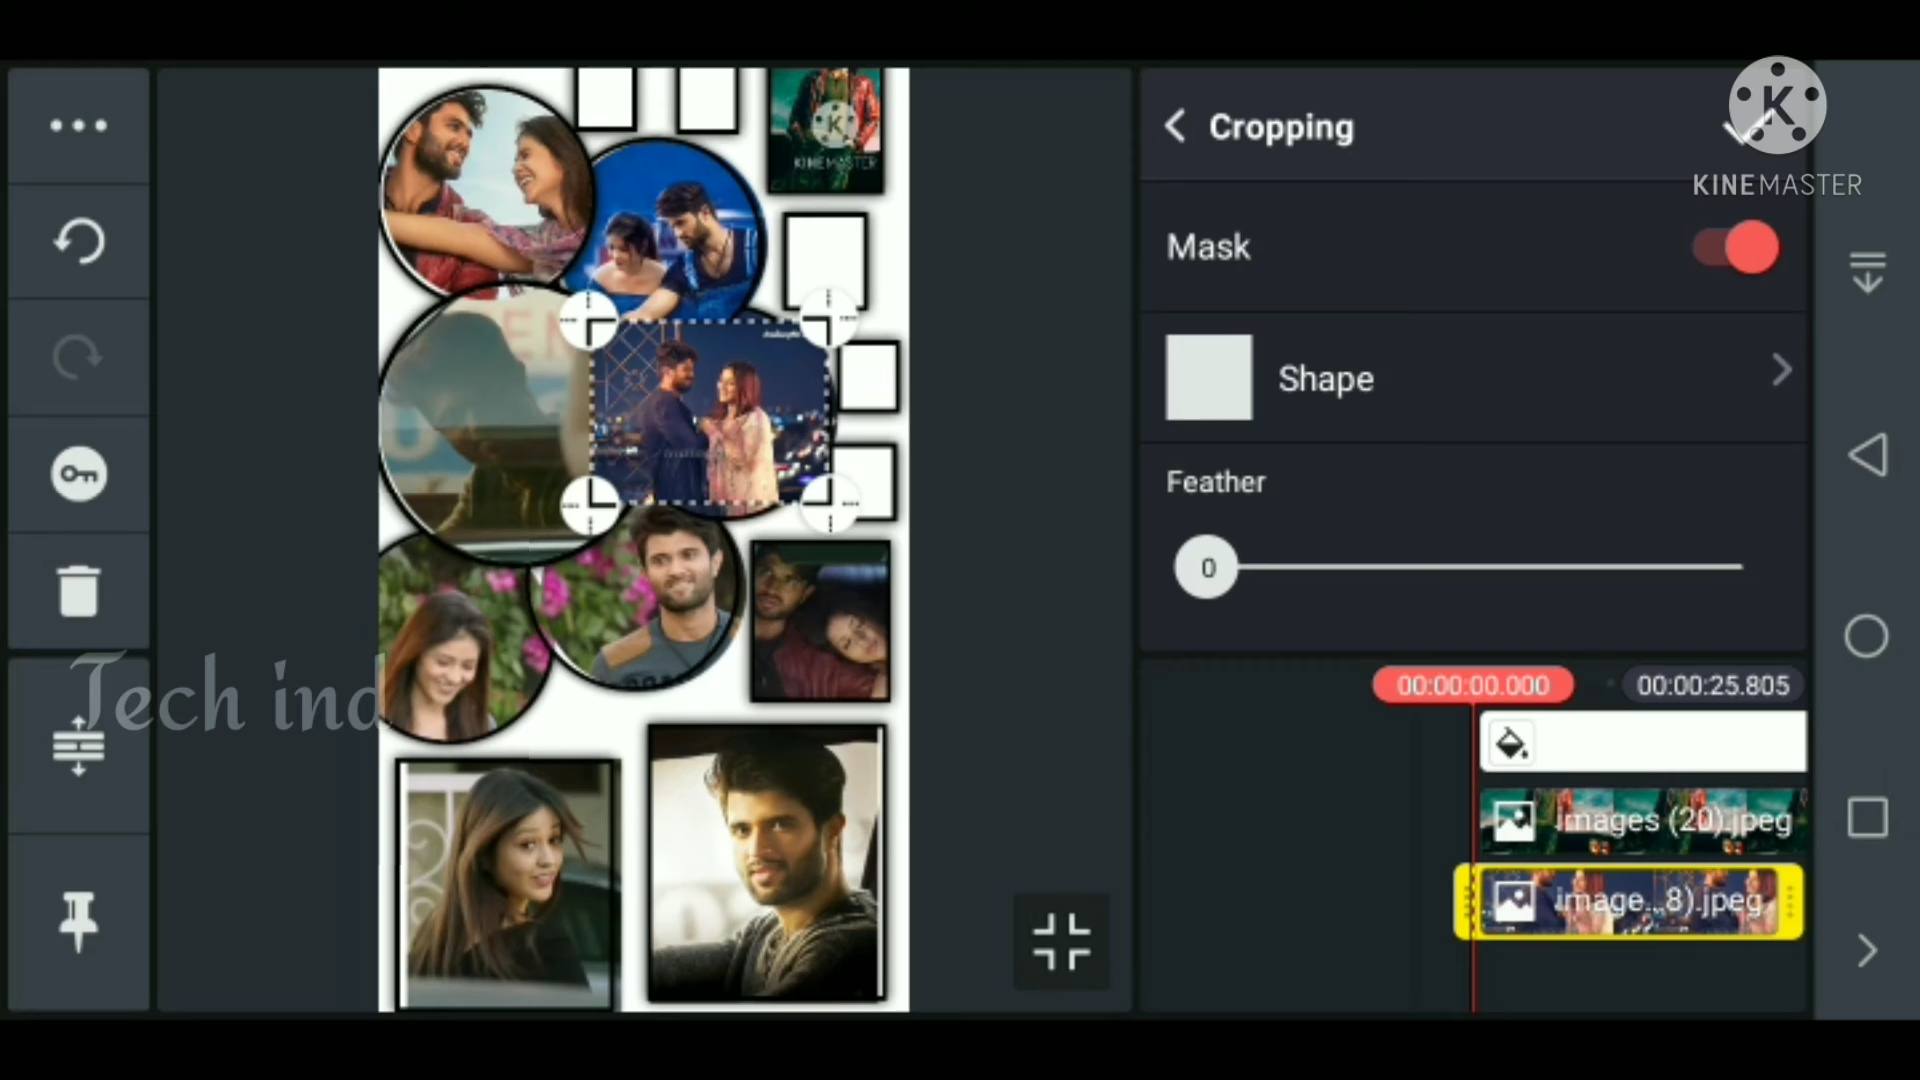 Cropping
KINEMASTER
KINEMASTER
Mask
Shape
Feather
0
Tech ind
00:00:00.000
00:00:25.805
images (20).jpeg
image...8).jpeg